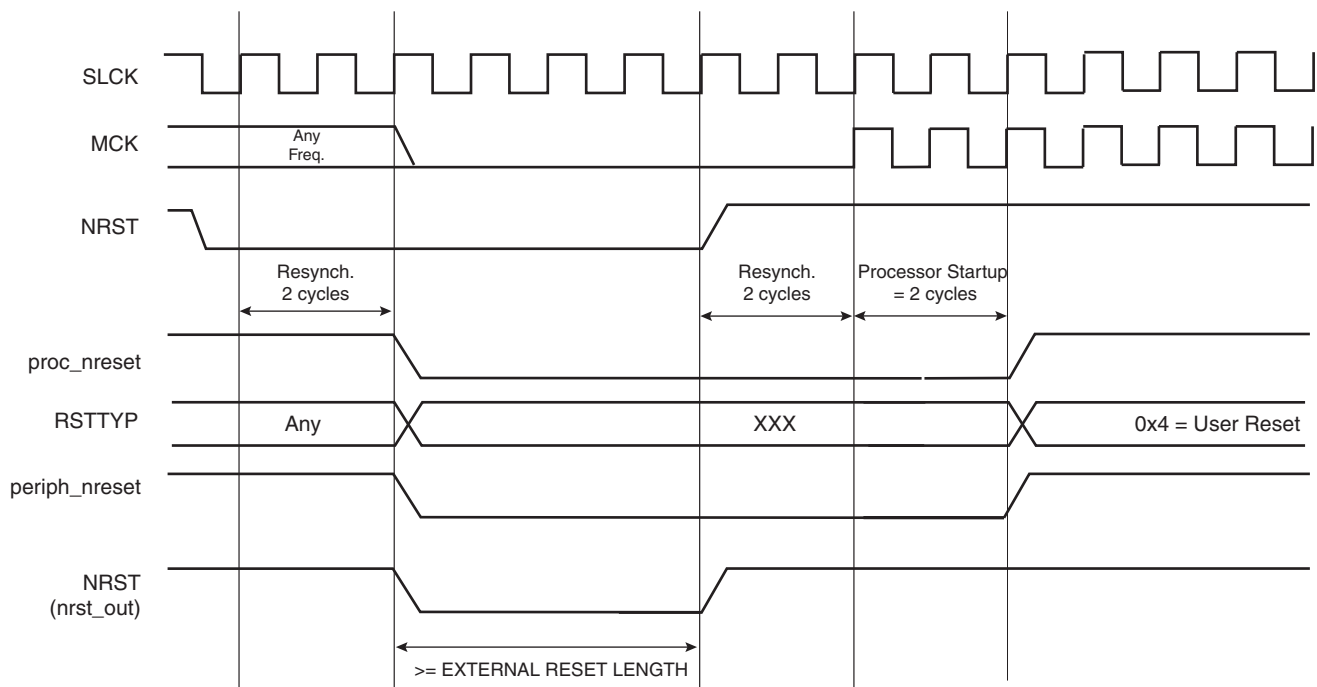 SLCK
MCK
Any
Freq.
NRST
Resynch.
2 cycles
Resynch.
2 cycles
Processor Startup
= 2 cycles
proc_nreset
RSTTYP
Any
XXX
0x4 = User Reset
periph_nreset
NRST
(nrst_out)
>= EXTERNAL RESET LENGTH